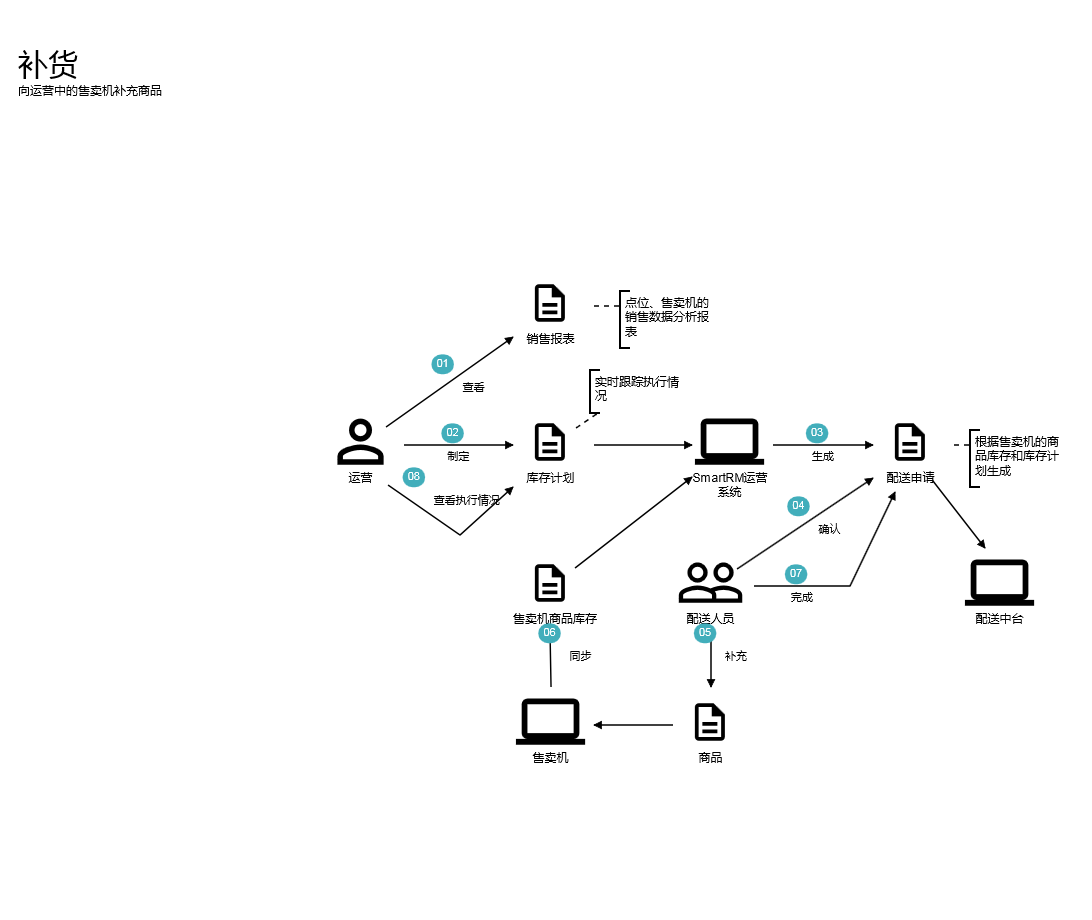 补货
向运营中的售卖机补充商品
点位、售卖机的
销售数据分析报
表
销售报表
01
查看
实时跟踪执行情
况
02
制定
03
生成
根据售卖机的商
品库存和库存计
划生成
运营
库存计划
SmartRM运营
系统
配送申请
08
查看执行情况
04
确认
07
完成
售卖机商品库存
配送人员
配送中台
06
同步
05
补充
售卖机
商品